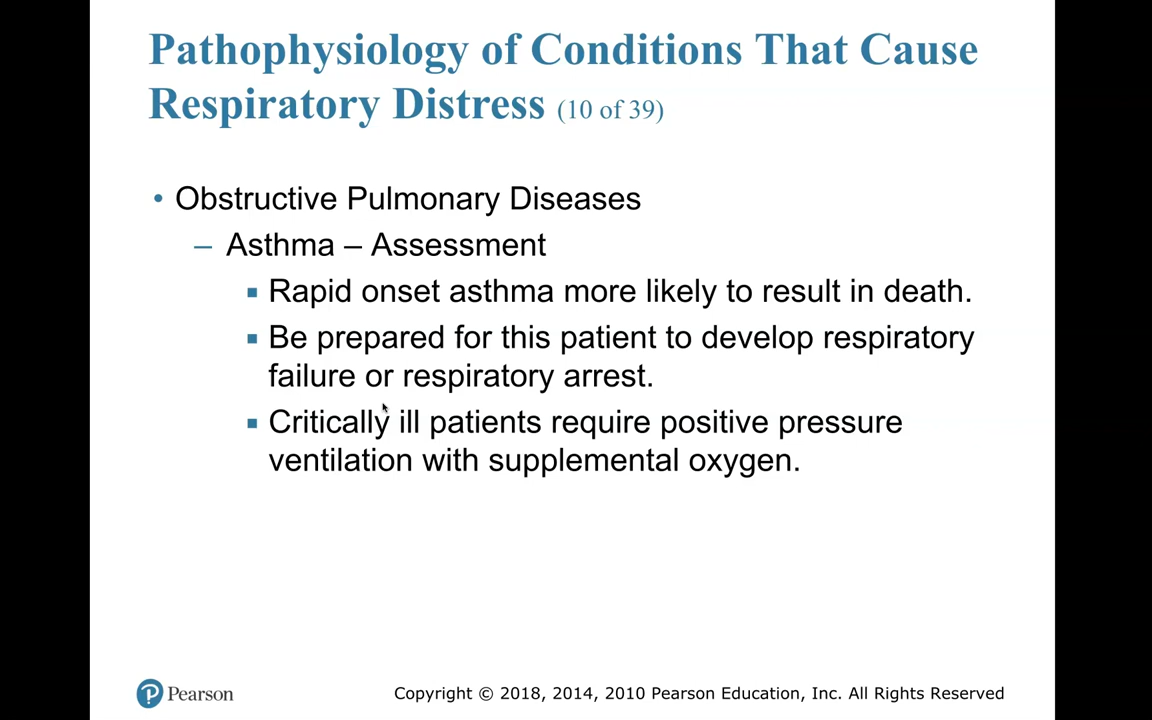 Pathophysiology of Conditions That Cause
Respiratory Distress (10 of 39)
• Obstructive Pulmonary Diseases
– Asthma – Assessment
▪ Rapid onset asthma more likely to result in death.
▪ Be prepared for this patient to develop respiratory
failure or respiratory arrest.
▪ Critically ill patients require positive pressure
ventilation with supplemental oxygen.
Pearson
Copyright © 2018, 2014, 2010 Pearson Education, Inc. All Rights Reserved